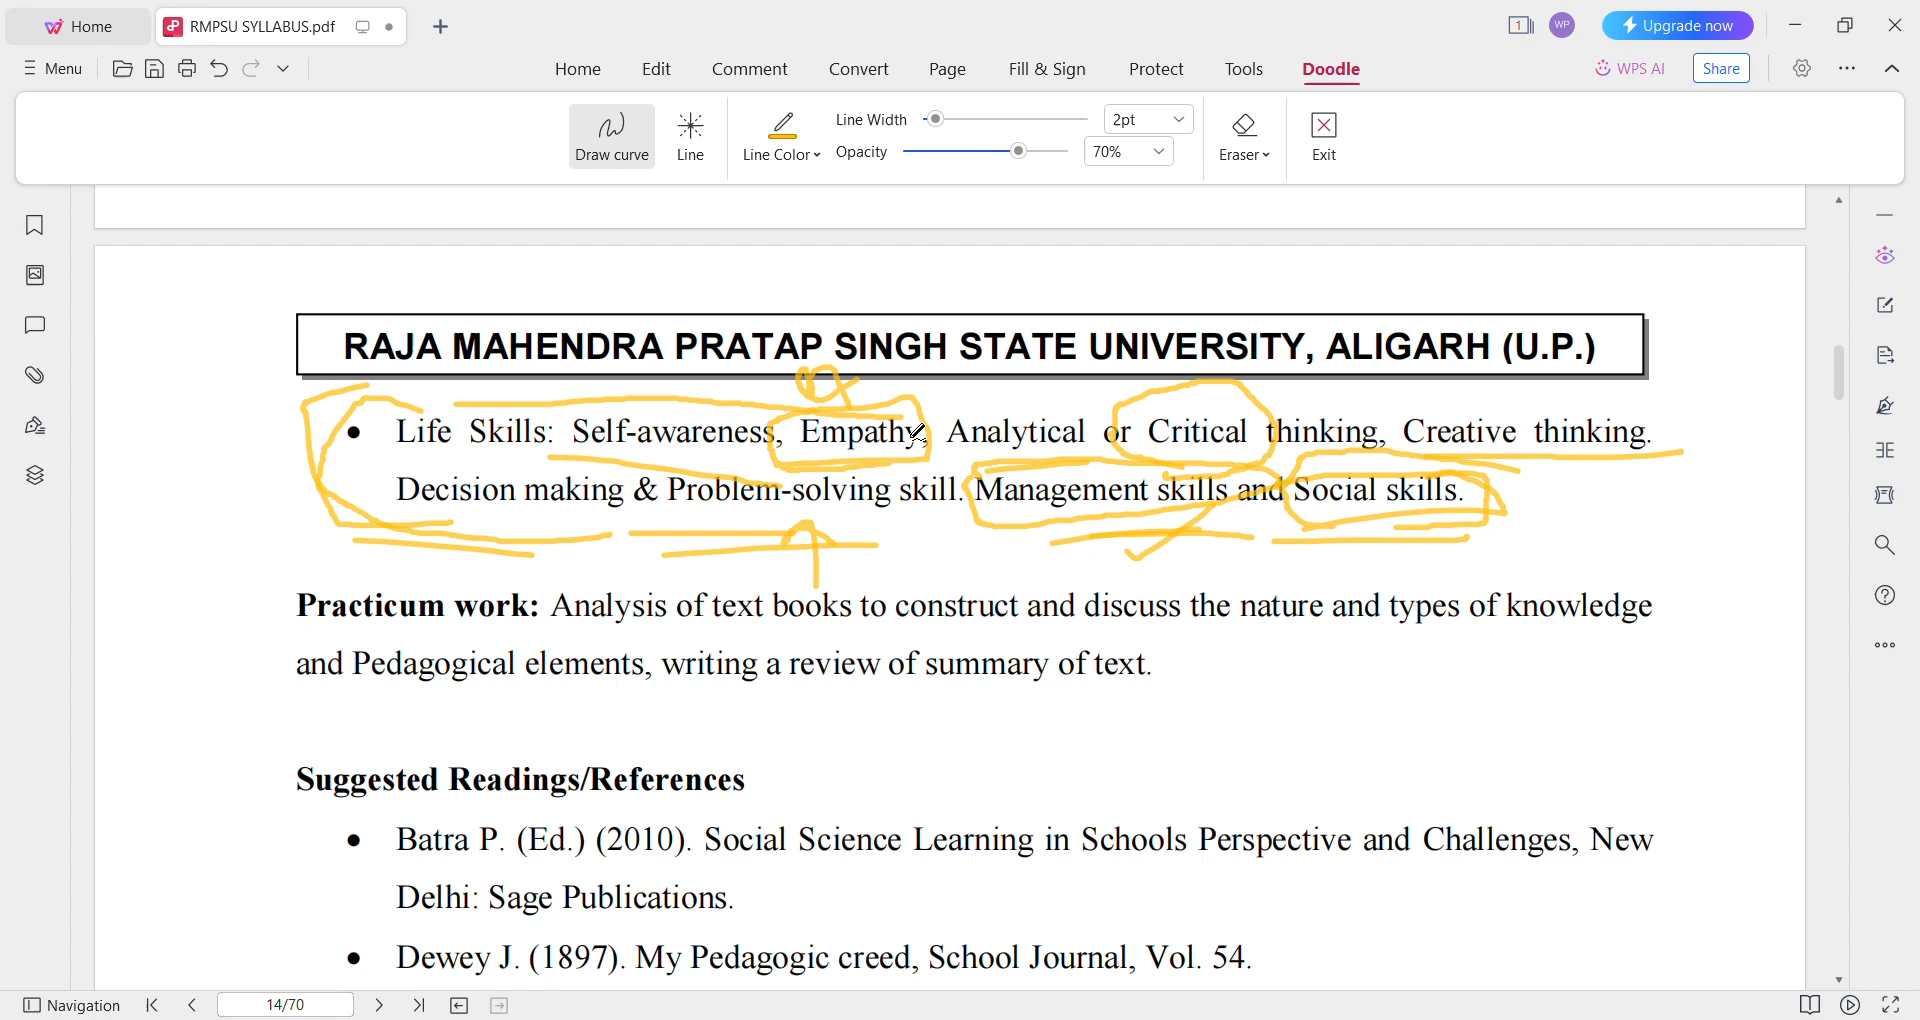 Home
RMPSU SYLLABUS.pdf
1
WP
Upgrade now
Menu
Home Edit Comment Convert Page Fill & Sign Protect Tools Doodle
WPS AI
Share
Draw curve
Line
Line Color
Line Width
2pt
Opacity
70%
Eraser
Exit
RAJA MAHENDRA PRATAP SINGH STATE UNIVERSITY, ALIGARH (U.P.)
• Life Skills: Self-awareness, Empathy, Analytical or Critical thinking, Creative thinking.
Decision making & Problem-solving skill. Management skills and Social skills.
Practicum work: Analysis of text books to construct and discuss the nature and types of knowledge
and Pedagogical elements, writing a review of summary of text.
Suggested Readings/References
• Batra P. (Ed.) (2010). Social Science Learning in Schools Perspective and Challenges, New
Delhi: Sage Publications.
• Dewey J. (1897). My Pedagogic creed, School Journal, Vol. 54.
Navigation
14/70